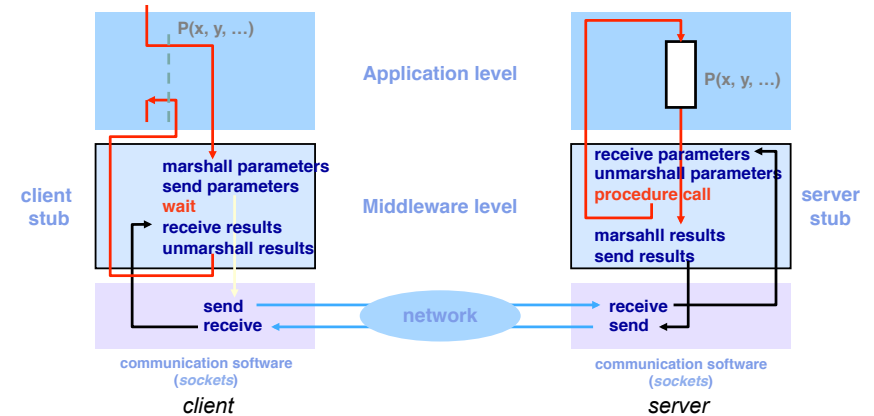 P(x, y, …)
Application level
P(x, y, …)
client
stub
marshall parameters
send parameters
wait
receive results
unmarshall results
Middleware level
receive parameters
unmarshall parameters
procedure call
marsahll results
send results
server
stub
send
receive
network
receive
send
communication software
(sockets)
client
communication software
(sockets)
server